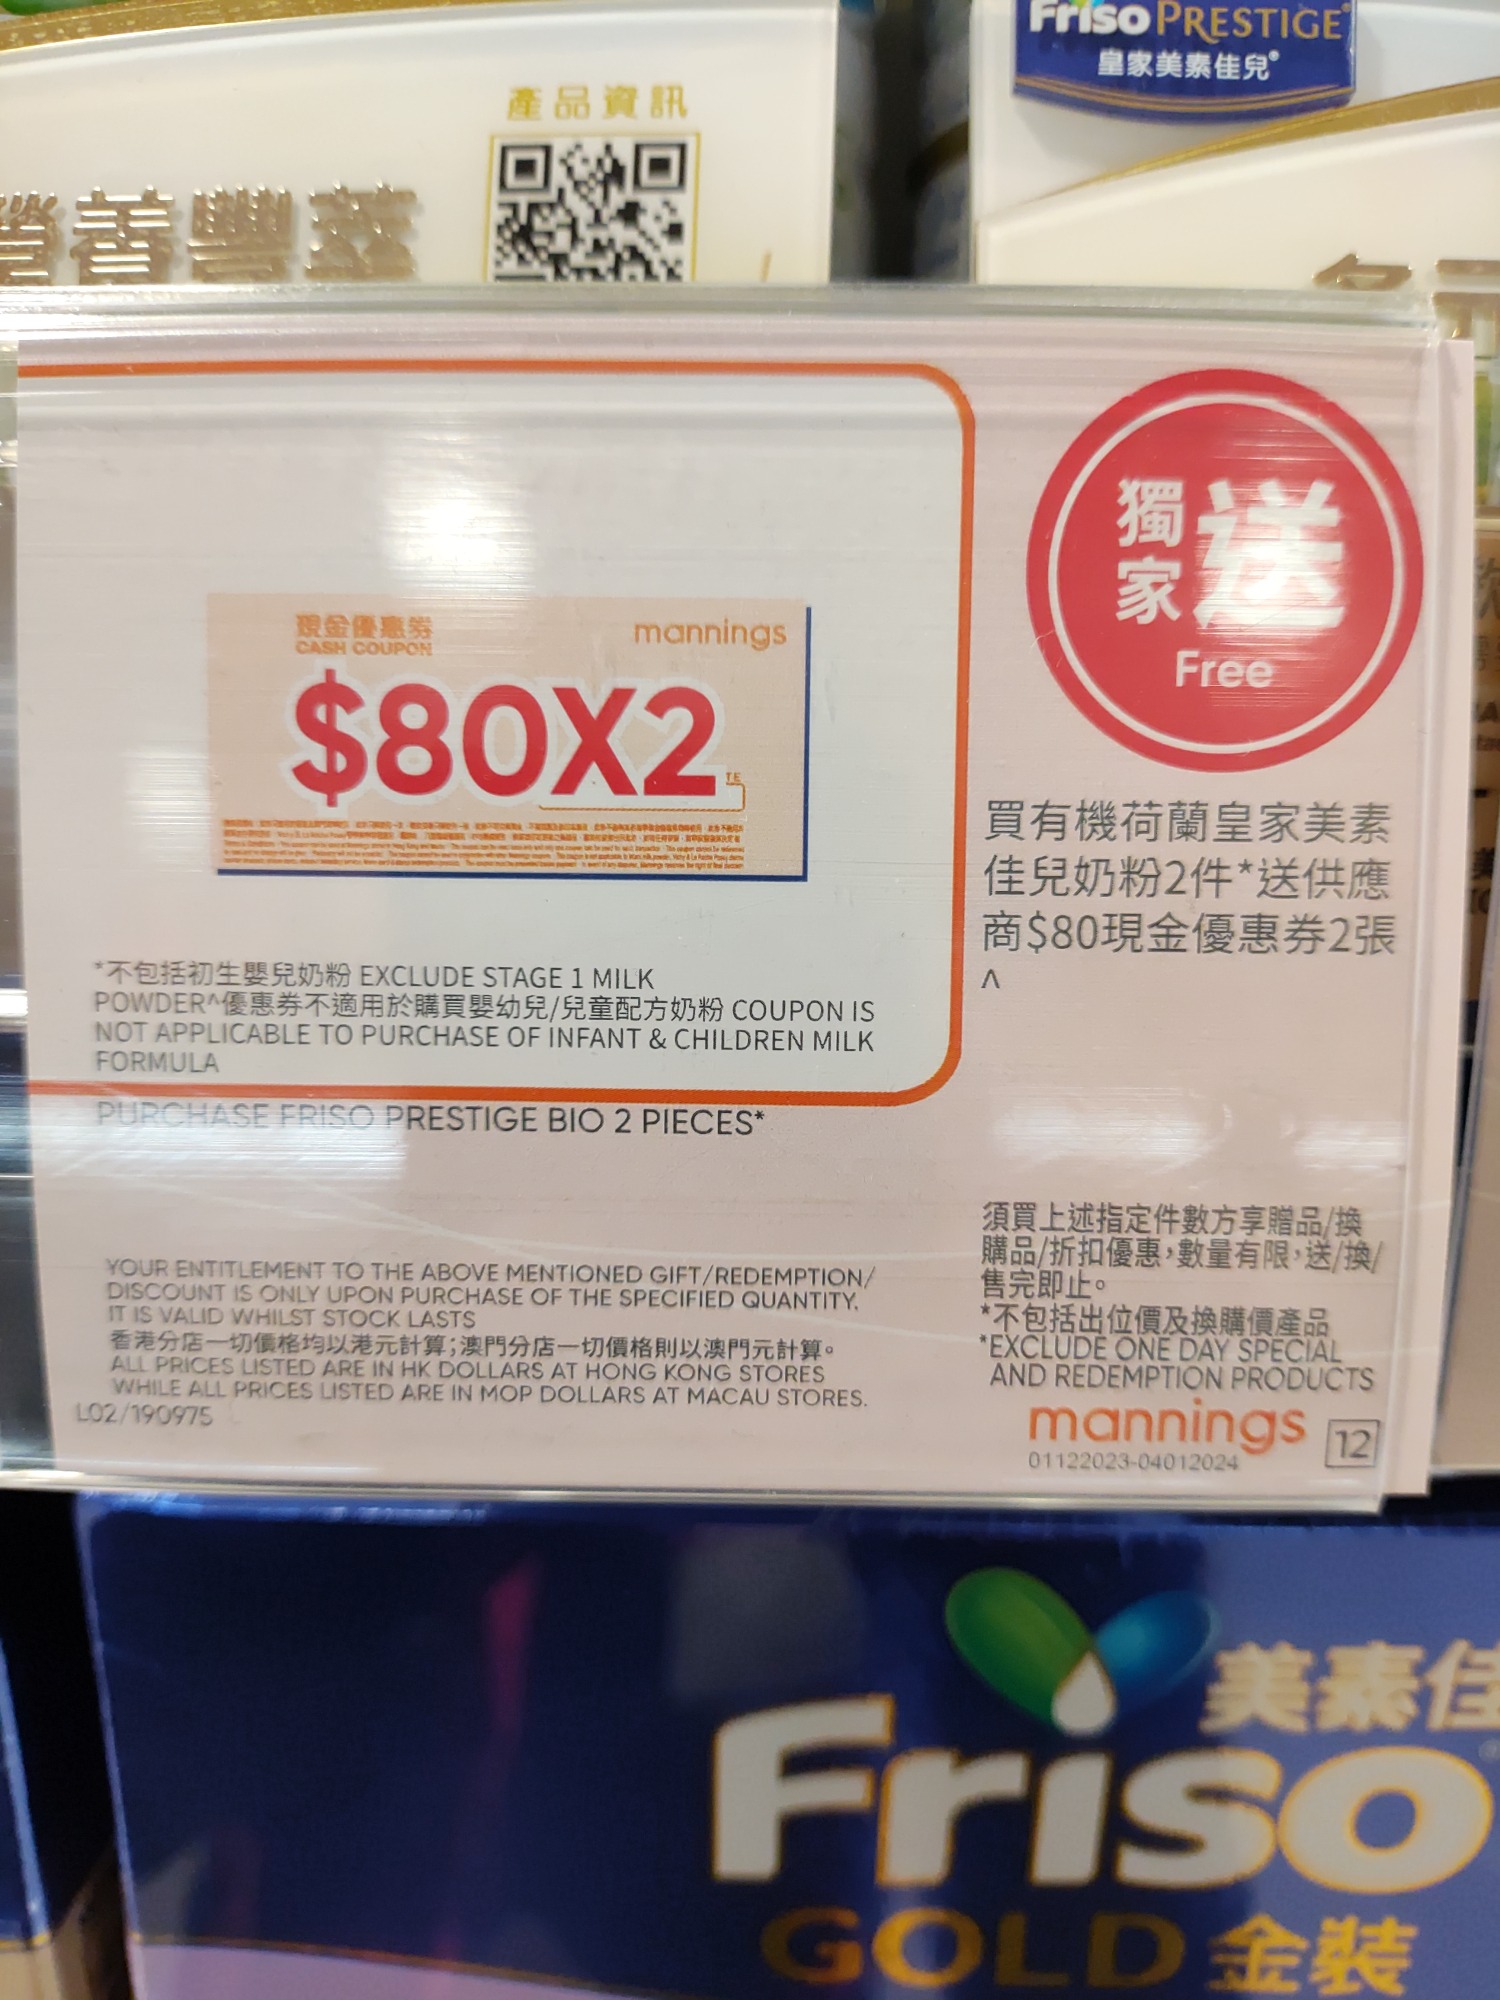 Friso PRESTIGE®
皇家美素佳兒®
產品資訊
營養豐萃
獨家
送
Free
現金優惠券
CASH COUPON
mannings
$80X2
TE
買有機荷蘭皇家美素
佳兒奶粉2件*送供應
商$80現金優惠券2張
^
*不包括初生嬰兒奶粉 EXCLUDE STAGE 1 MILK
POWDER^優惠券不適用於購買嬰幼兒/兒童配方奶粉 COUPON IS
NOT APPLICABLE TO PURCHASE OF INFANT & CHILDREN MILK
FORMULA
PURCHASE FRISO PRESTIGE BIO 2 PIECES*
YOUR ENTITLEMENT TO THE ABOVE MENTIONED GIFT/REDEMPTION/
DISCOUNT IS ONLY UPON PURCHASE OF THE SPECIFIED QUANTITY.
IT IS VALID WHILST STOCK LASTS
香港分店一切價格均以港元計算;澳門分店一切價格則以澳門元計算。
ALL PRICES LISTED ARE IN HK DOLLARS AT HONG KONG STORES
WHILE ALL PRICES LISTED ARE IN MOP DOLLARS AT MACAU STORES.
L02/190975
須買上述指定件數方享贈品/換
購品/折扣優惠,數量有限,送/換/
售完即止。
*不包括出位價及換購價產品
*EXCLUDE ONE DAY SPECIAL
AND REDEMPTION PRODUCTS
mannings
12
01122023-04012024
美素佳
Friso
GOLD 金裝